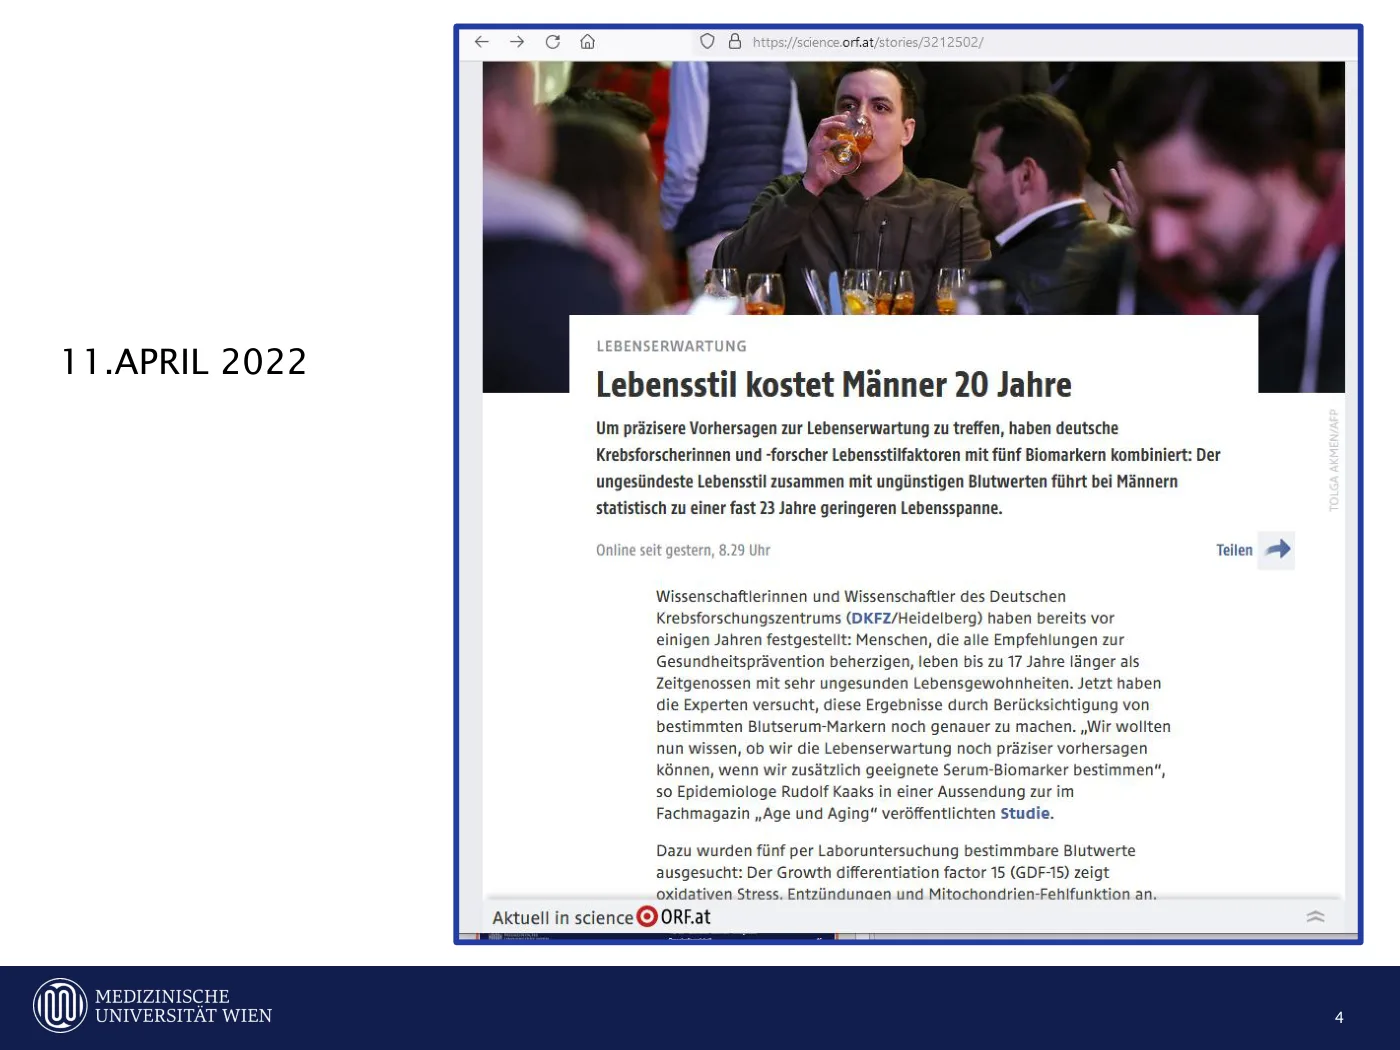 https://science.orf.at/stories/3212502/
11.APRIL 2022
LEBENSERWARTUNG
Lebensstil kostet Männer 20 Jahre
Um präzisere Vorhersagen zur Lebenserwartung zu treffen, haben deutsche
Krebsforscherinnen und -forscher Lebensstilfaktoren mit fünf Biomarkern kombiniert: Der
ungesündeste Lebensstil zusammen mit ungünstigen Blutwerten führt bei Männern
statistisch zu einer fast 23 Jahre geringeren Lebensspanne.
TOLGA AKMEN/AFP
Online seit gestern, 8.29 Uhr
Teilen
Wissenschaftlerinnen und Wissenschaftler des Deutschen
Krebsforschungszentrums (DKFZ/Heidelberg) haben bereits vor
einigen Jahren festgestellt: Menschen, die alle Empfehlungen zur
Gesundheitsprävention beherzigen, leben bis zu 17 Jahre länger als
Zeitgenossen mit sehr ungesunden Lebensgewohnheiten. Jetzt haben
die Experten versucht, diese Ergebnisse durch Berücksichtigung von
bestimmten Blutserum-Markern noch genauer zu machen. „Wir wollten
nun wissen, ob wir die Lebenserwartung noch präziser vorhersagen
können, wenn wir zusätzlich geeignete Serum-Biomarker bestimmen“,
so Epidemiologe Rudolf Kaaks in einer Aussendung zur im
Fachmagazin „Age und Aging“ veröffentlichten Studie.
Dazu wurden fünf per Laboruntersuchung bestimmbare Blutwerte
ausgesucht: Der Growth differentiation factor 15 (GDF-15) zeigt
oxidativen Stress, Entzündungen und Mitochondrien-Fehlfunktion an,
Aktuell in science ORF.at
MEDIZINISCHE
UNIVERSITÄT WIEN
4